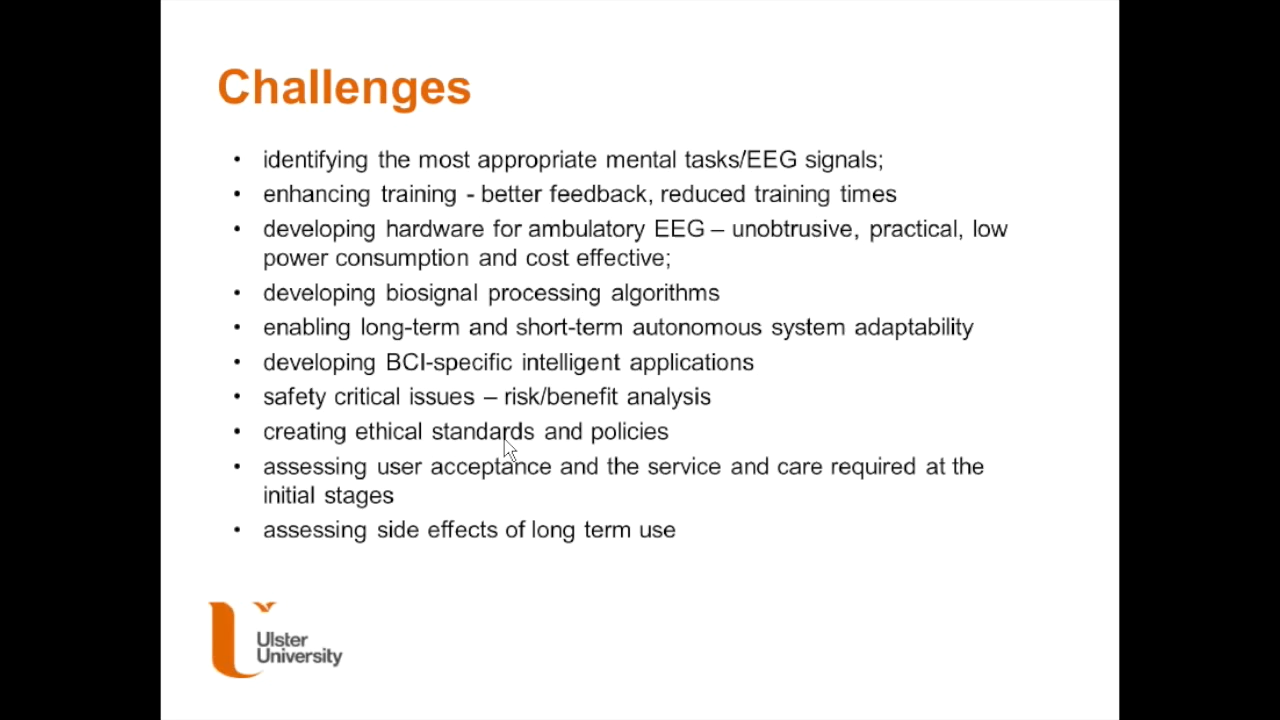 Challenges
• identifying the most appropriate mental tasks/EEG signals;
• enhancing training - better feedback, reduced training times
• developing hardware for ambulatory EEG – unobtrusive, practical, low
power consumption and cost effective;
• developing biosignal processing algorithms
• enabling long-term and short-term autonomous system adaptability
• developing BCI-specific intelligent applications
• safety critical issues – risk/benefit analysis
• creating ethical standards and policies
• assessing user acceptance and the service and care required at the
initial stages
• assessing side effects of long term use
Ulster
University